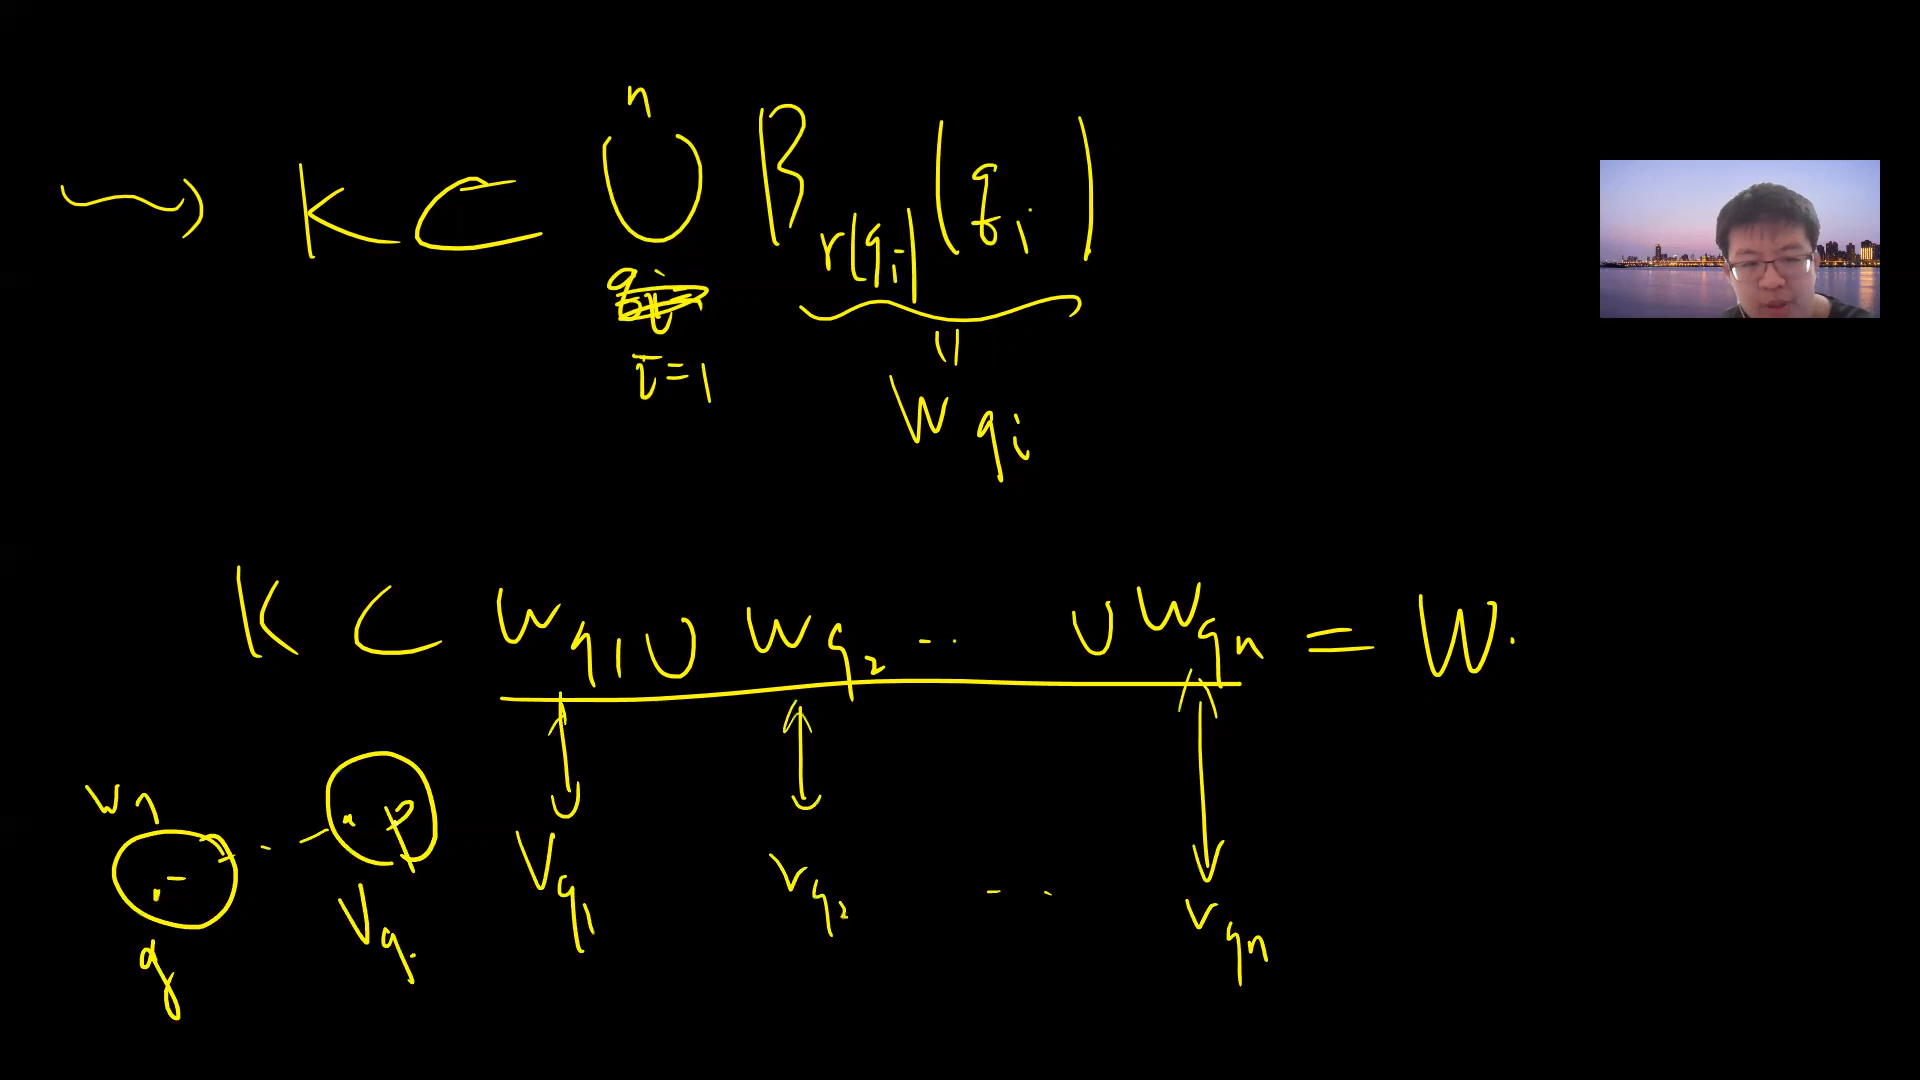 ⇝ K ⊂ ⋃ⁿ_{i=1} B_{r(q_i)}(q_i)
||
W_{q_i}
K ⊂ W_{q_1} ∪ W_{q_2} ... ∪ W_{q_n} = W.
W_q p
V_{q_1} V_{q_2} ... V_{q_n}
q V_q.